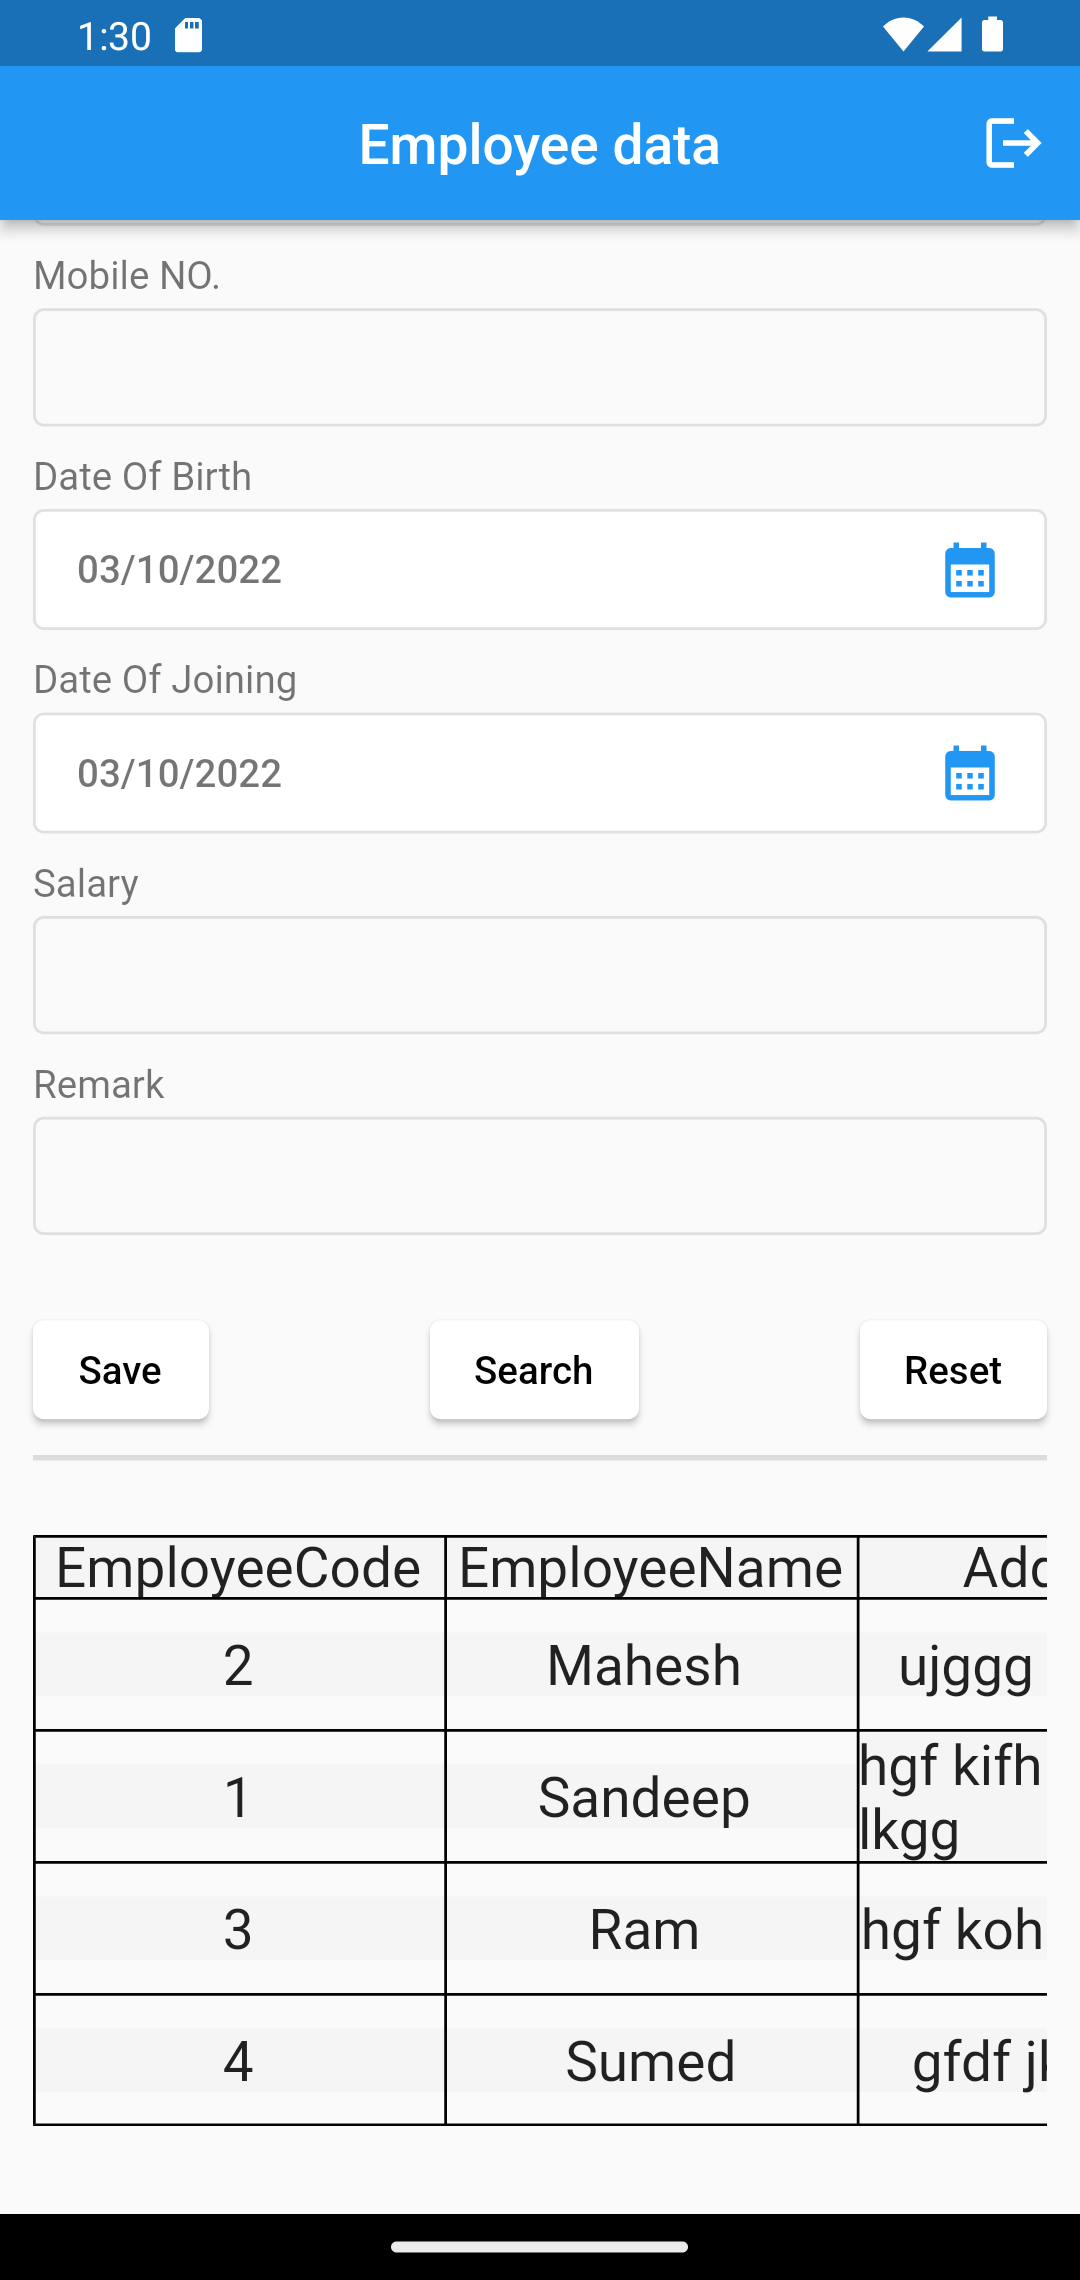 1:30
Employee data
Mobile NO.
Date Of Birth
03/10/2022
Date Of Joining
03/10/2022
Salary
Remark
Save Search Reset
EmployeeCode EmployeeName Add
2 Mahesh ujggg
1 Sandeep hgf kifh
lkgg
3 Ram hgf koh
4 Sumed gfdf